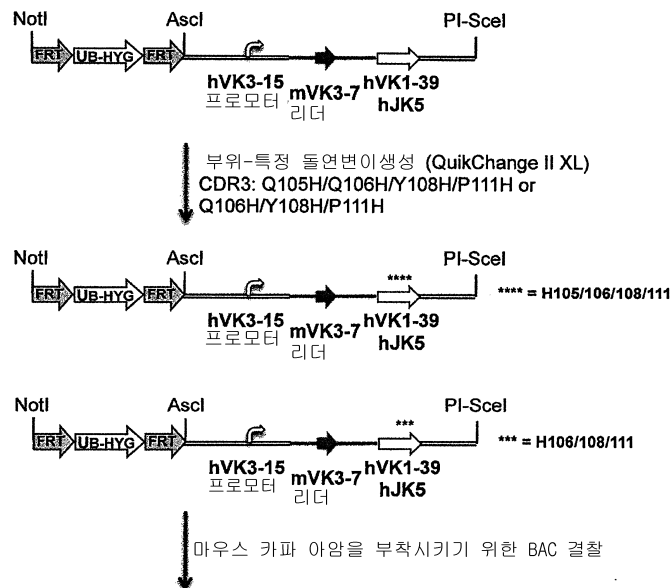 NotI AscI PI-SceI
FRT UB-HYG FRT
hVK3-15 mVK3-7 hVK1-39
프로모터 리더 hJK5
부위-특정 돌연변이생성 (QuikChange II XL)
CDR3: Q105H/Q106H/Y108H/P111H or
Q106H/Y108H/P111H
NotI AscI PI-SceI
**** **** = H105/106/108/111
FRT UB-HYG FRT
hVK3-15 mVK3-7 hVK1-39
프로모터 리더 hJK5
NotI AscI PI-SceI
*** *** = H106/108/111
FRT UB-HYG FRT
hVK3-15 mVK3-7 hVK1-39
프로모터 리더 hJK5
마우스 카파 아암을 부착시키기 위한 BAC 결찰